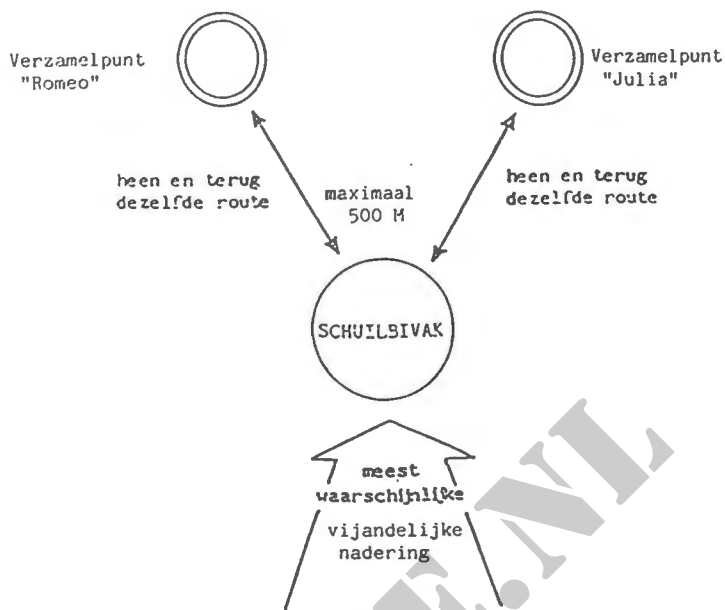 Verzamelpunt
"Romeo"
Verzamelpunt
"Julia"
heen en terug
dezelfde route
maximaal
500 M
heen en terug
dezelfde route
SCHUILBIVAK
meest
waarschijnlijke
vijandelijke
nadering
E.NL